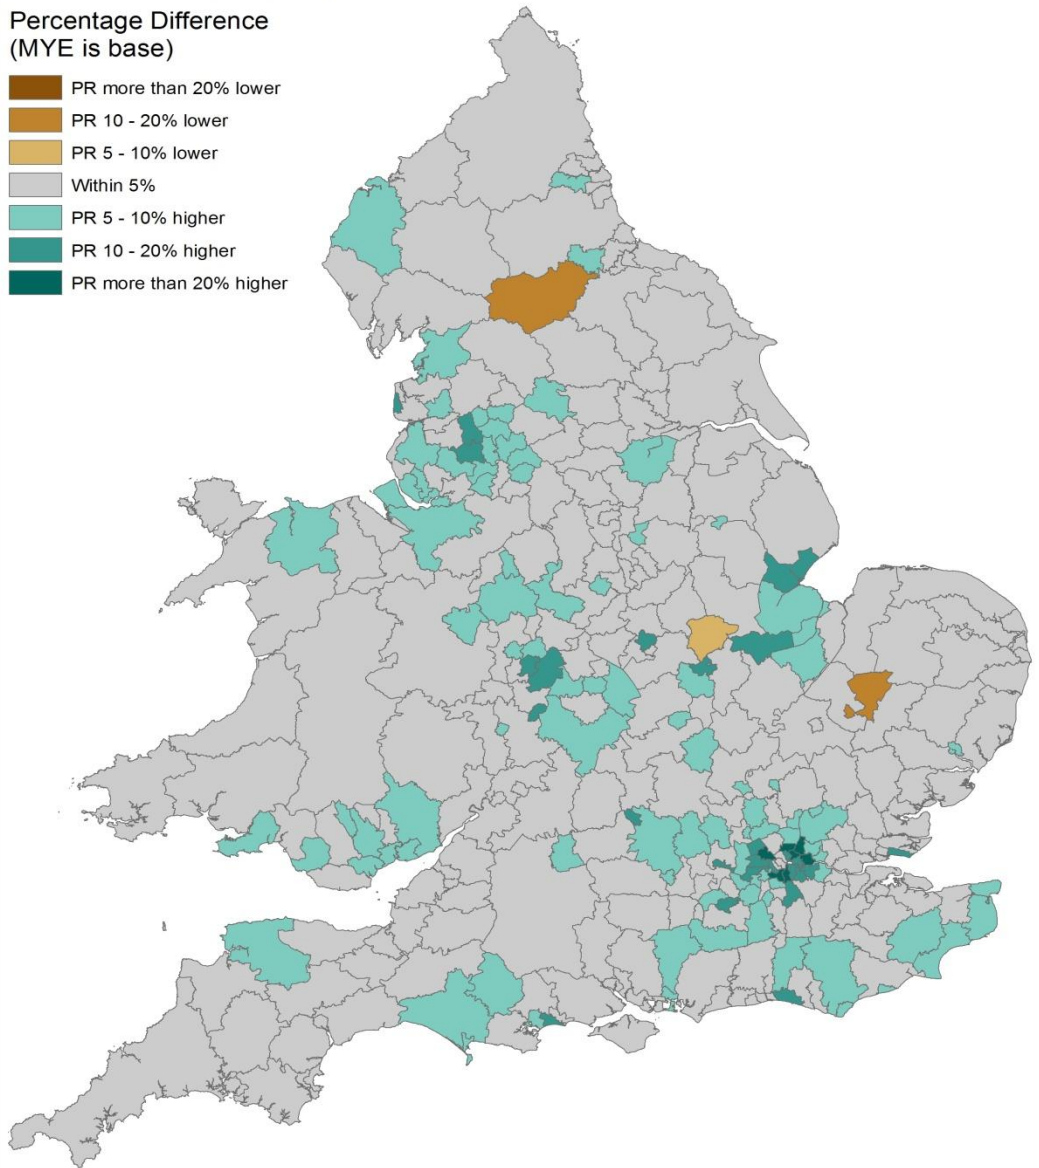 Percentage Difference
(MYE is base)
PR more than 20% lower
PR 10 - 20% lower
PR 5 - 10% lower
Within 5%
PR 5 - 10% higher
PR 10 - 20% higher
PR more than 20% higher